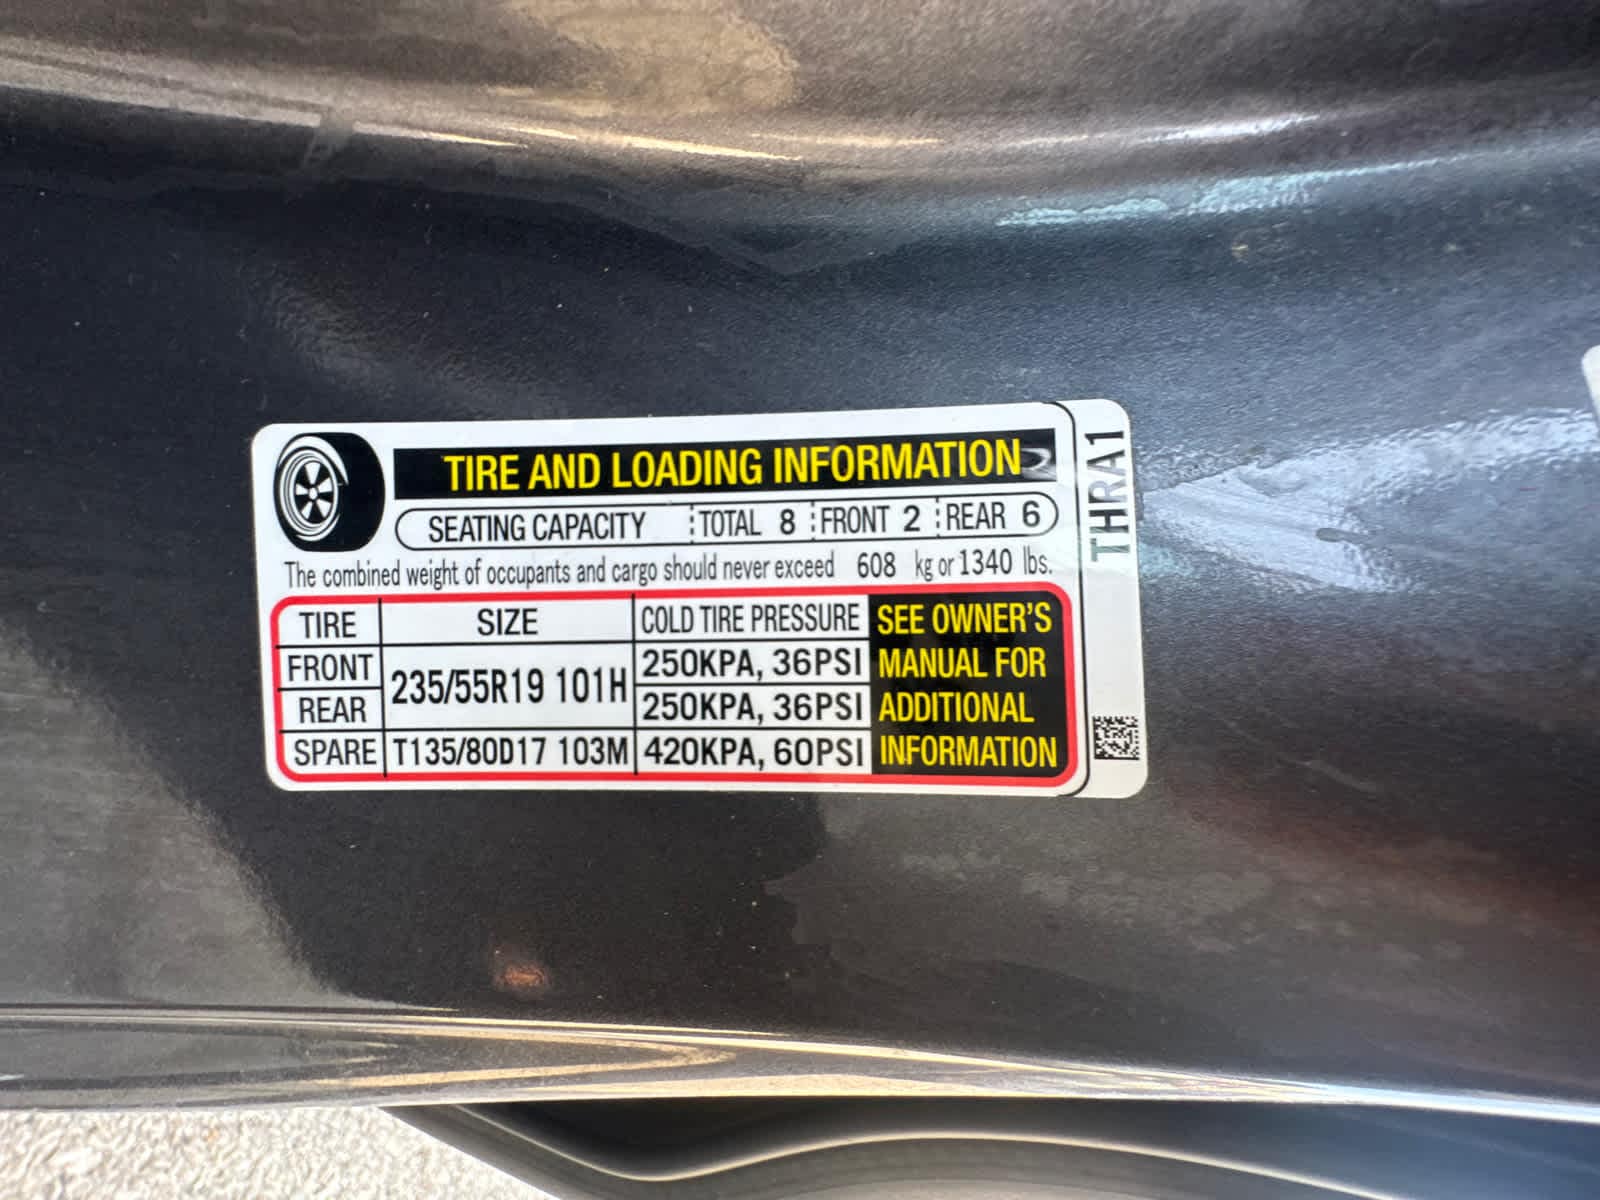 TIRE AND LOADING INFORMATION
SEATING CAPACITY TOTAL 8 FRONT 2 REAR 6
The combined weight of occupants and cargo should never exceed 608 kg or 1340 lbs.
TIRE SIZE COLD TIRE PRESSURE
FRONT 235/55R19 101H 250KPA, 36PSI
REAR 250KPA, 36PSI
SPARE T135/80D17 103M 420KPA, 60PSI
SEE OWNER'S
MANUAL FOR
ADDITIONAL
INFORMATION
THRA1